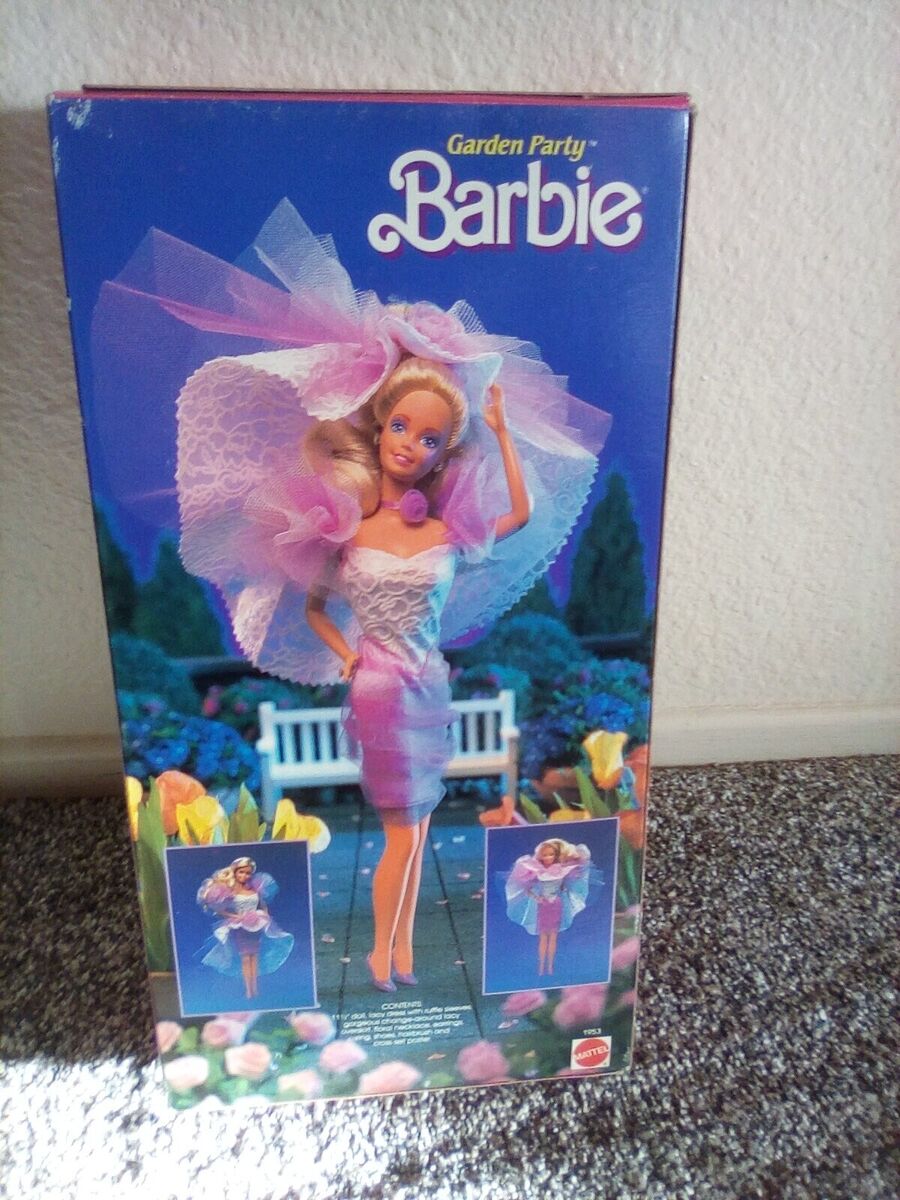 Garden Party™
Barbie®
CONTENTS
11½" doll, lacy dress with ruffle sleeves,
gorgeous change-around lacy
overskirt, floral necklace, earrings,
ring, shoes, hairbrush and
cross sell poster
1953
MATTEL